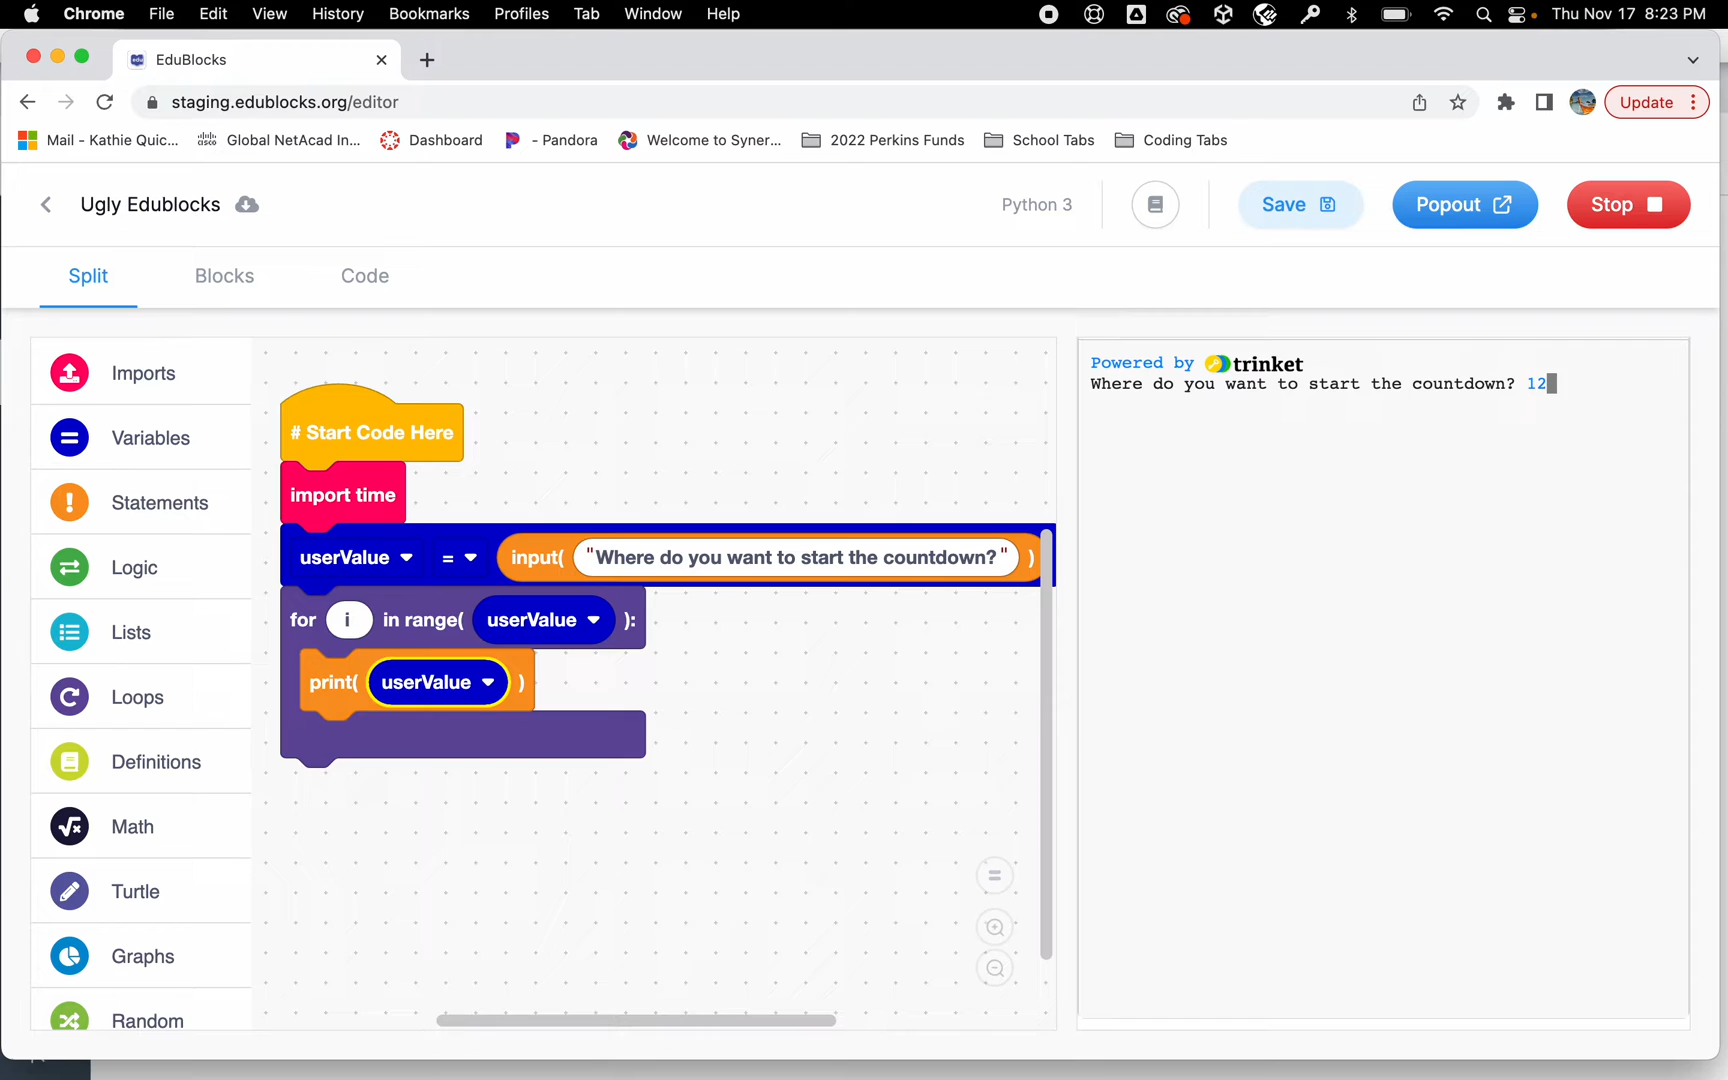 Chrome File Edit View History Bookmarks Profiles Tab Window Help Thu Nov 17 8:23 PM
EduBlocks
staging.edublocks.org/editor Update
Mail - Kathie Quic... Global NetAcad In... Dashboard - Pandora Welcome to Syner... 2022 Perkins Funds School Tabs Coding Tabs
Ugly Edublocks Python 3 Save Popout Stop
Split Blocks Code
Imports
Variables
Statements
Logic
Lists
Loops
Definitions
Math
Turtle
Graphs
Random
# Start Code Here
import time
userValue = input( "Where do you want to start the countdown?" )
for i in range( userValue ):
print( userValue )
Powered by trinket
Where do you want to start the countdown? 12